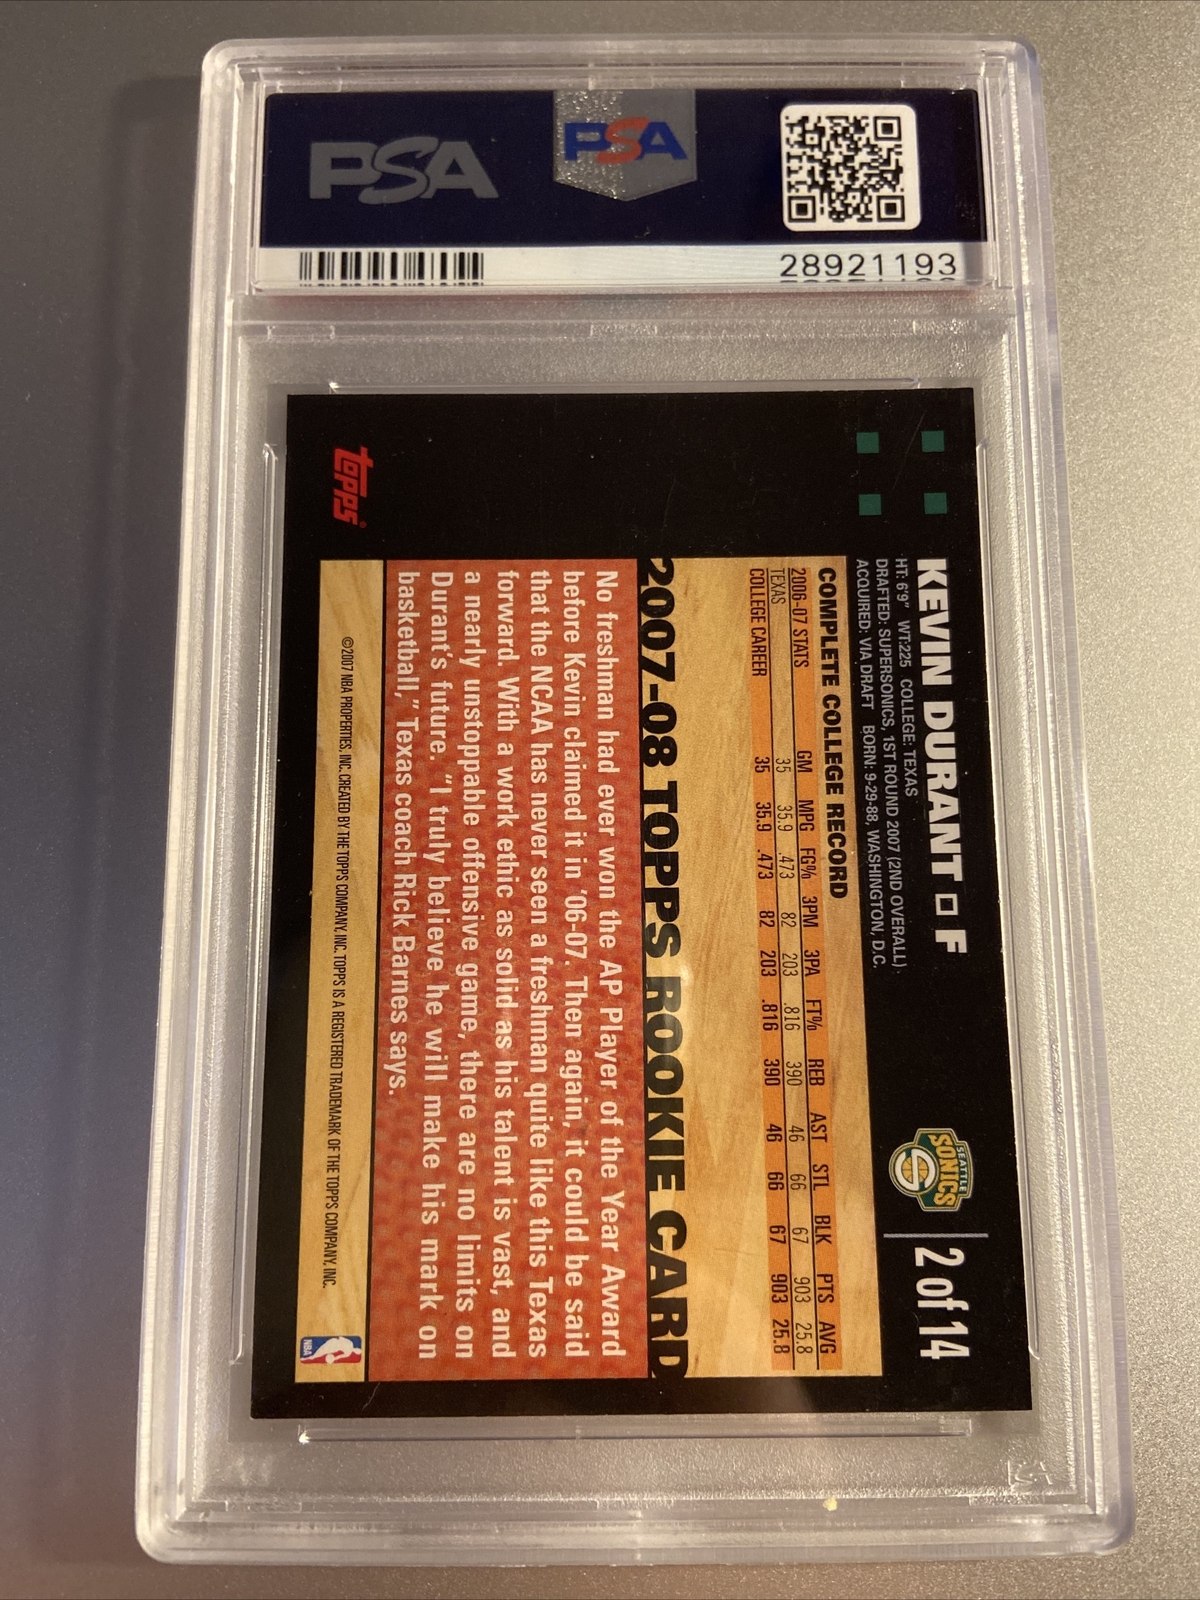 PSA
PSA
28921193
KEVIN DURANT □ F
HT: 6'9" WT:225 COLLEGE: TEXAS
DRAFTED: SUPERSONICS, 1ST ROUND 2007 (2ND OVERALL)
ACQUIRED: VIA DRAFT BORN: 9-29-88, WASHINGTON, D.C.
SEATTLE
SONICS
2 of 14
COMPLETE COLLEGE RECORD
2006-07 STATS GM MPG FG% 3PM 3PA FT% REB AST STL BLK PTS AVG
TEXAS 35 35.9 .473 82 203 .816 390 46 66 67 903 25.8
COLLEGE CAREER 35 35.9 .473 82 203 .816 390 46 66 67 903 25.8
2007-08 TOPPS ROOKIE CARD
No freshman had ever won the AP Player of the Year Award
before Kevin claimed it in '06-07. Then again, it could be said
that the NCAA has never seen a freshman quite like this Texas
forward. With a work ethic as solid as his talent is vast, and
a nearly unstoppable offensive game, there are no limits on
Durant's future. "I truly believe he will make his mark on
basketball," Texas coach Rick Barnes says.
©2007 NBA PROPERTIES, INC. CREATED BY THE TOPPS COMPANY, INC. TOPPS IS A REGISTERED TRADEMARK OF THE TOPPS COMPANY, INC.
topps®
NBA